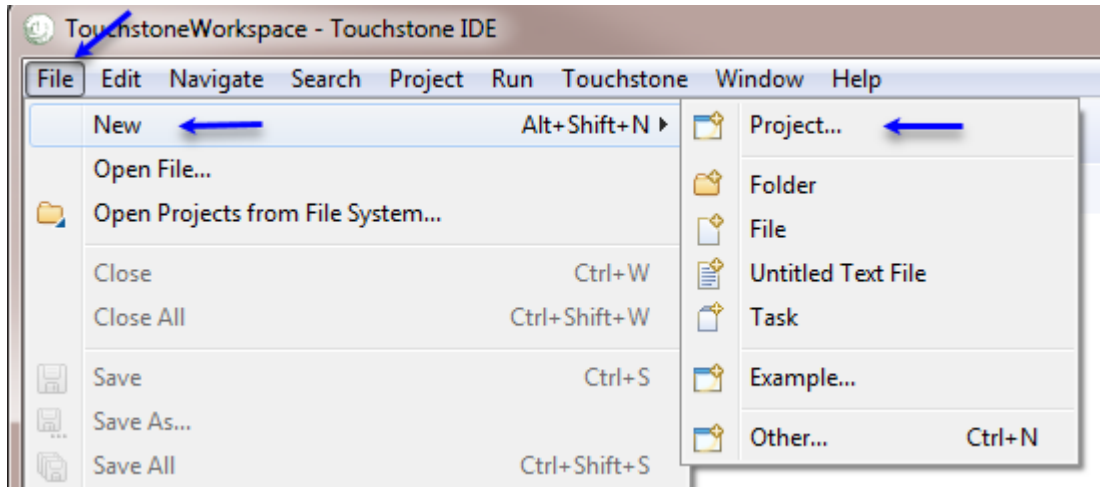 TouchstoneWorkspace - Touchstone IDE
File Edit Navigate Search Project Run Touchstone Window Help
New Alt+Shift+N
Open File...
Open Projects from File System...
Close Ctrl+W
Close All Ctrl+Shift+W
Save Ctrl+S
Save As...
Save All Ctrl+Shift+S
Project...
Folder
File
Untitled Text File
Task
Example...
Other... Ctrl+N